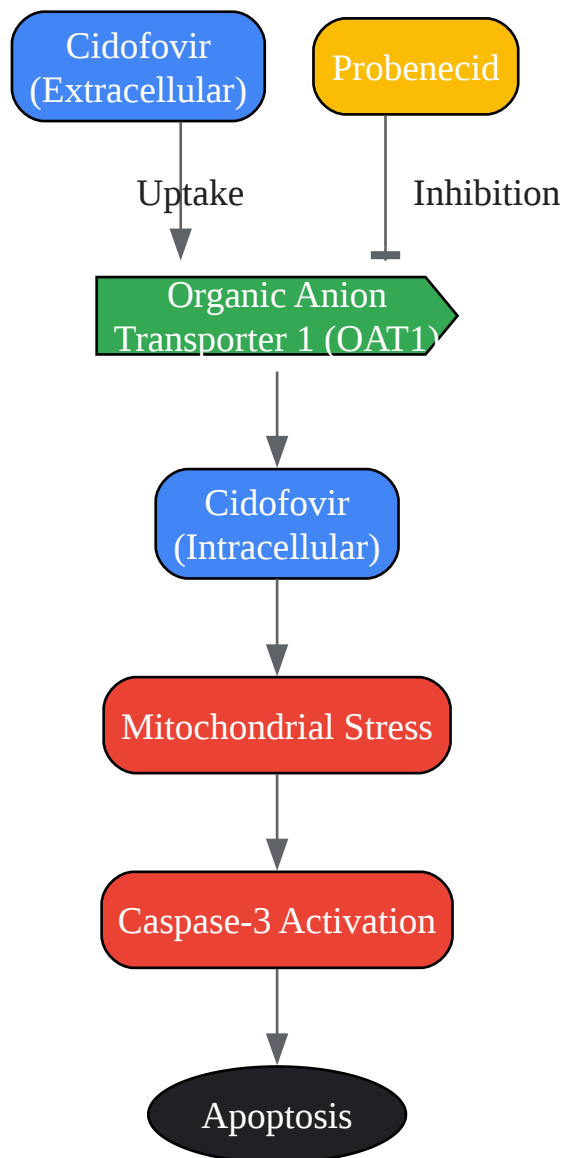 Cidofovir
(Extracellular)
Probenecid
Uptake
Inhibition
Organic Anion
Transporter 1 (OAT1)
Cidofovir
(Intracellular)
Mitochondrial Stress
Caspase-3 Activation
Apoptosis